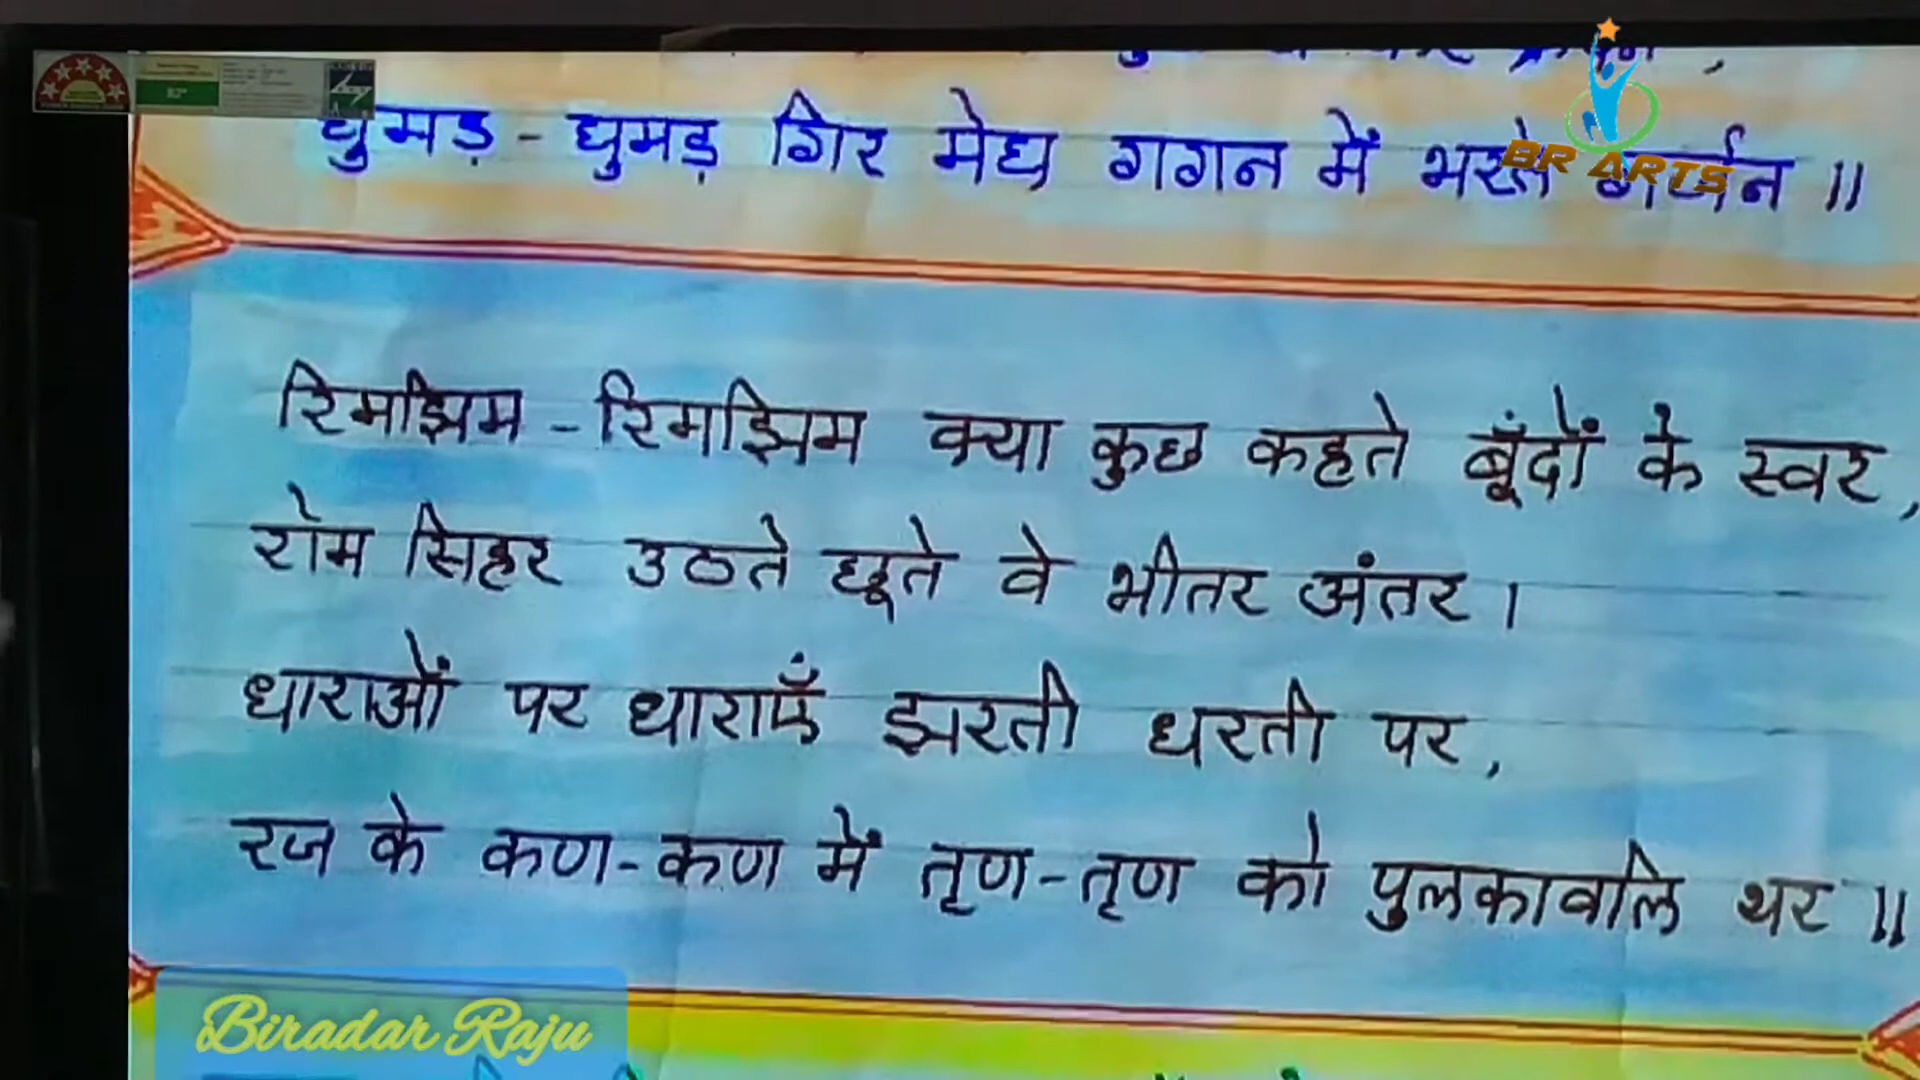 घुमड़ - घुमड़ गिर मेघ गगन में भरते गर्जन ॥
BR ARTS
रिमझिम - रिमझिम क्या कुछ कहते बूँदों के स्वर,
रोम सिहर उठते छूते वे भीतर अंतर।
धाराओं पर धाराएँ झरती धरती पर,
रज के कण-कण में तृण-तृण को पुलकावलि थर ॥
Biradar Raju